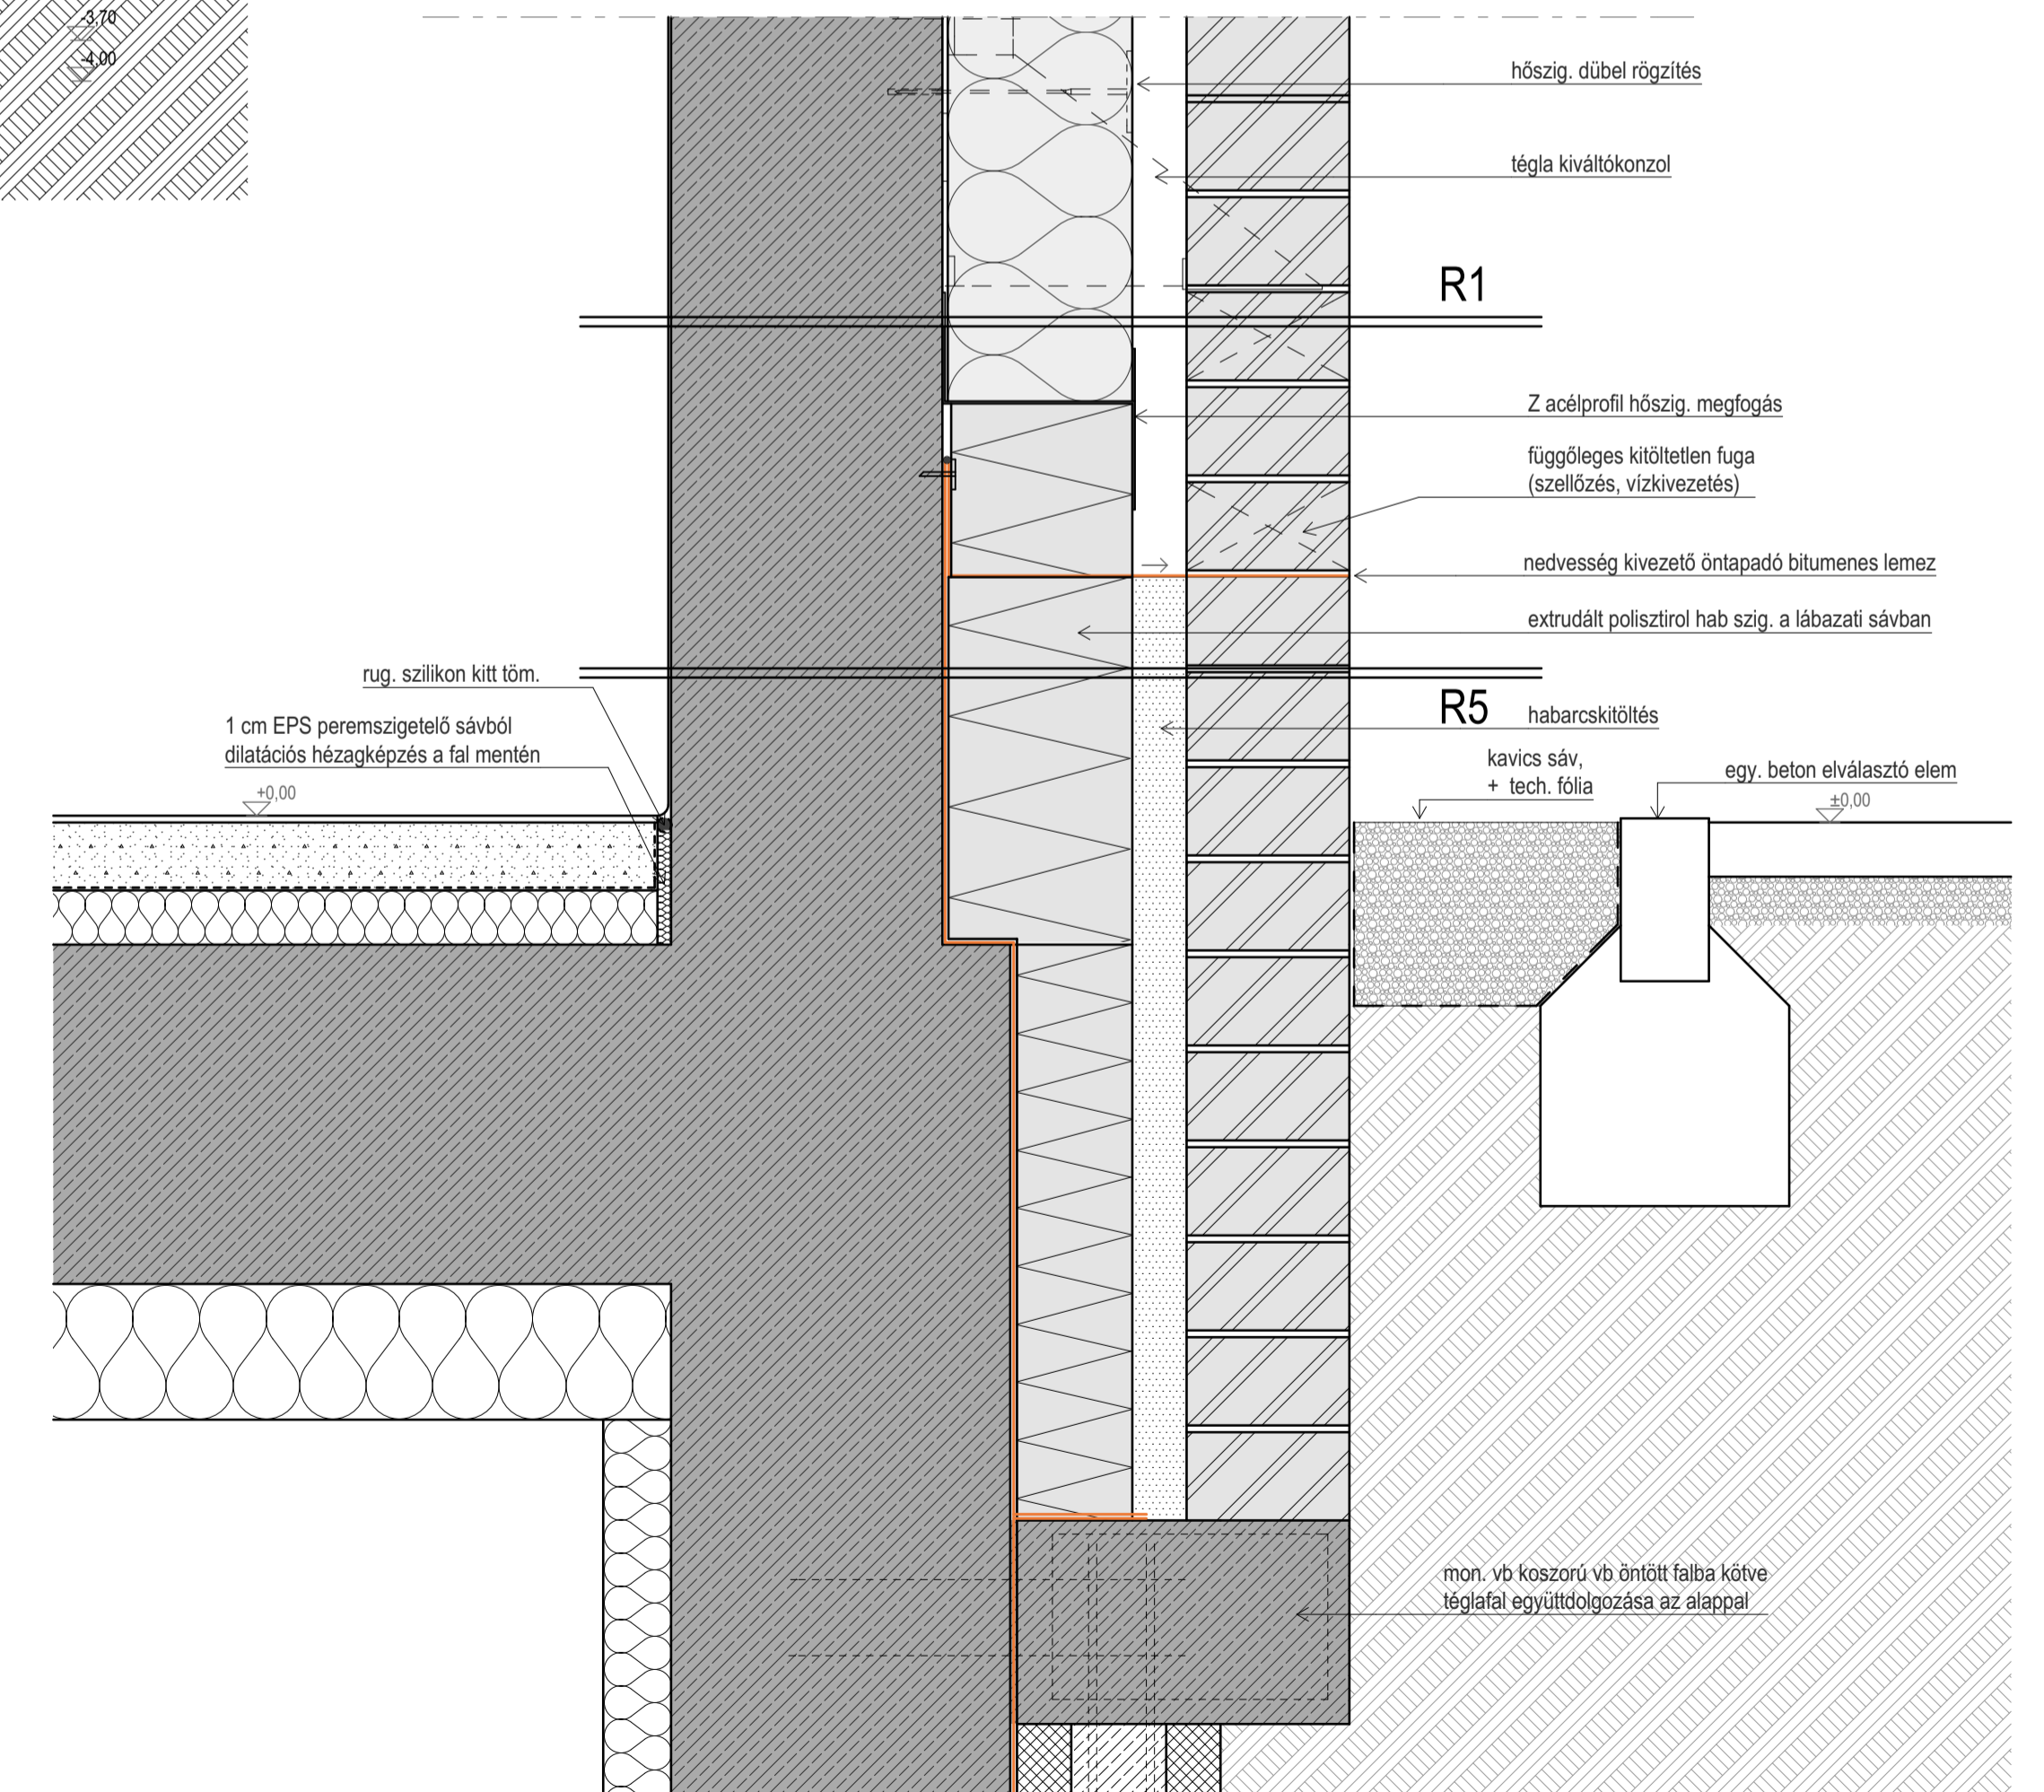 -3,70
-4,00
hőszig. dübel rögzítés
tégla kiváltókonzol
R1
Z acélprofil hőszig. megfogás
függőleges kitöltetlen fuga
(szellőzés, vízkivezetés)
nedvesség kivezető öntapadó bitumenes lemez
extrudált polisztirol hab szig. a lábazati sávban
rug. szilikon kitt töm.
R5
habarcskitöltés
1 cm EPS peremszigetelő sávból
dilatációs hézagképzés a fal mentén
kavics sáv,
+ tech. fólia
egy. beton elválasztó elem
+0,00
±0,00
mon. vb koszorú vb öntött falba kötve
téglafal együttdolgozása az alappal